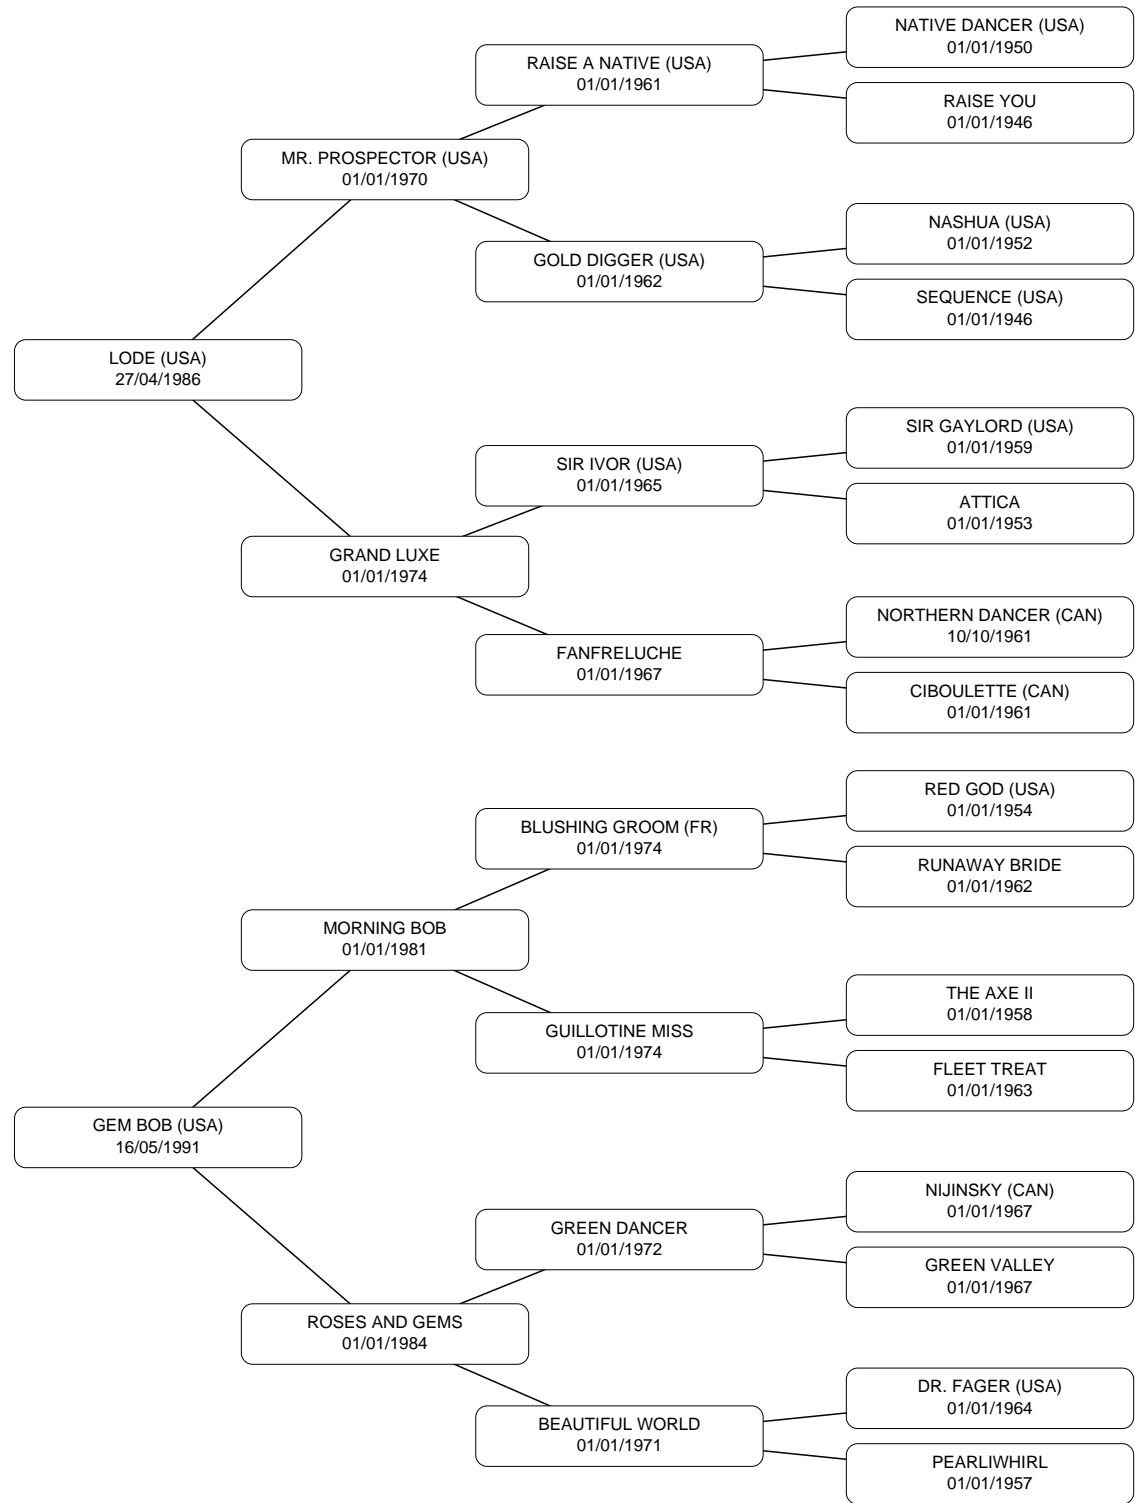 NATIVE DANCER (USA)
01/01/1950
RAISE A NATIVE (USA)
01/01/1961
RAISE YOU
01/01/1946
MR. PROSPECTOR (USA)
01/01/1970
NASHUA (USA)
01/01/1952
GOLD DIGGER (USA)
01/01/1962
SEQUENCE (USA)
01/01/1946
LODE (USA)
27/04/1986
SIR GAYLORD (USA)
01/01/1959
SIR IVOR (USA)
01/01/1965
ATTICA
01/01/1953
GRAND LUXE
01/01/1974
NORTHERN DANCER (CAN)
10/10/1961
FANFRELUCHE
01/01/1967
CIBOULETTE (CAN)
01/01/1961
RED GOD (USA)
01/01/1954
BLUSHING GROOM (FR)
01/01/1974
RUNAWAY BRIDE
01/01/1962
MORNING BOB
01/01/1981
THE AXE II
01/01/1958
GUILLOTINE MISS
01/01/1974
FLEET TREAT
01/01/1963
GEM BOB (USA)
16/05/1991
NIJINSKY (CAN)
01/01/1967
GREEN DANCER
01/01/1972
GREEN VALLEY
01/01/1967
ROSES AND GEMS
01/01/1984
DR. FAGER (USA)
01/01/1964
BEAUTIFUL WORLD
01/01/1971
PEARLIWHIRL
01/01/1957